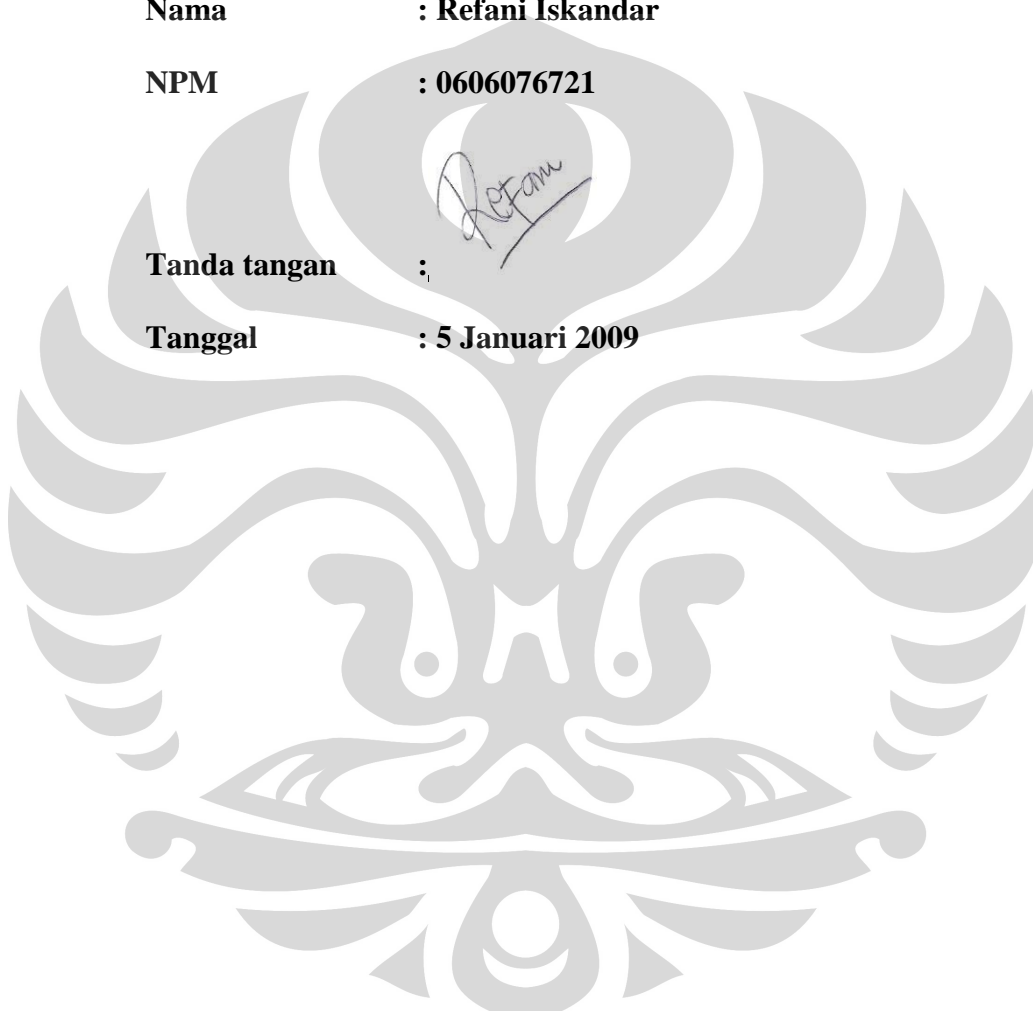 Nama : Refani Iskandar
NPM : 0606076721
Refani
Tanda tangan :
Tanggal : 5 Januari 2009